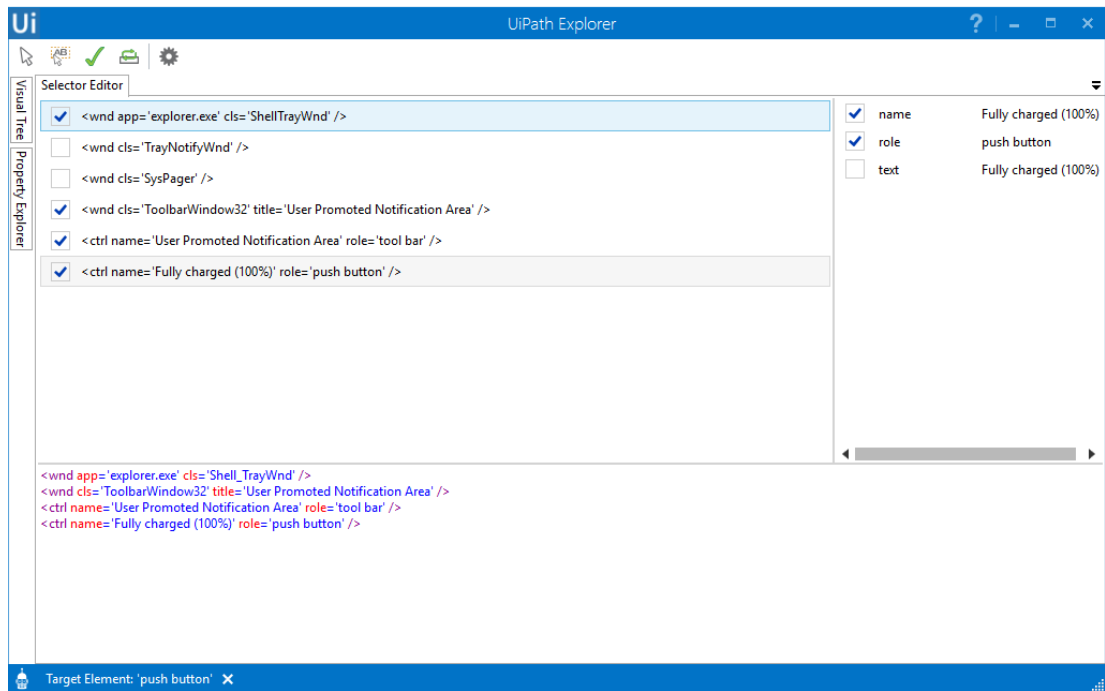 Ui UiPath Explorer ?
AB
Selector Editor
Visual Tree
Property Explorer
<wnd app='explorer.exe' cls='ShellTrayWnd' />
<wnd cls='TrayNotifyWnd' />
<wnd cls='SysPager' />
<wnd cls='ToolbarWindow32' title='User Promoted Notification Area' />
<ctrl name='User Promoted Notification Area' role='tool bar' />
<ctrl name='Fully charged (100%)' role='push button' />
name Fully charged (100%)
role push button
text Fully charged (100%)
<wnd app='explorer.exe' cls='Shell_TrayWnd' />
<wnd cls='ToolbarWindow32' title='User Promoted Notification Area' />
<ctrl name='User Promoted Notification Area' role='tool bar' />
<ctrl name='Fully charged (100%)' role='push button' />
Target Element: 'push button'